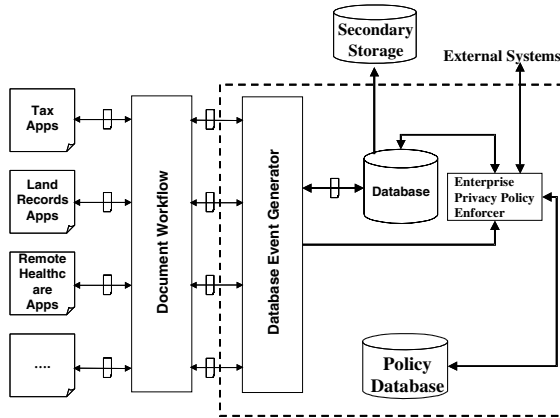 Secondary
Storage
External Systems
Tax
Apps
Land
Records
Apps
Remote
Healthc
are
Apps
....
Document Workflow
Database Event Generator
Database
Enterprise
Privacy Policy
Enforcer
Policy
Database